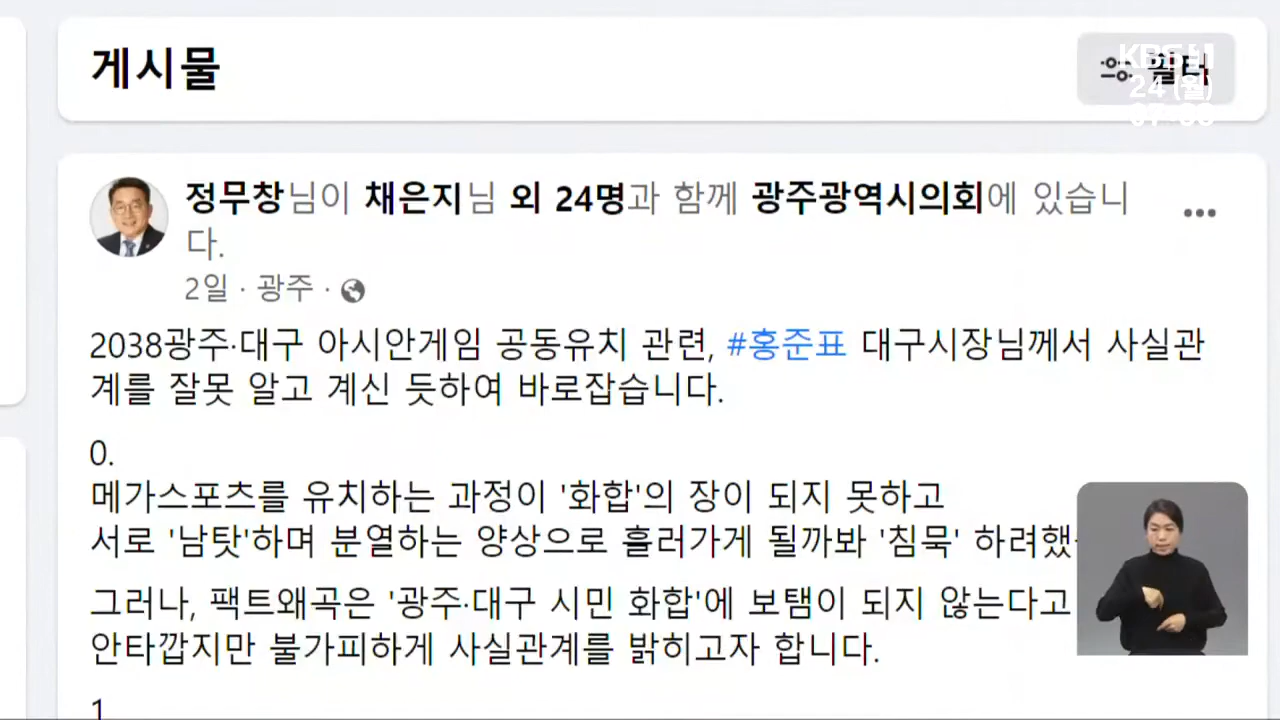 게시물
필터
KBS 1
24 (월)
정무창님이 채은지님 외 24명과 함께 광주광역시의회에 있습니
다.
2일 · 광주 ·
2038광주·대구 아시안게임 공동유치 관련, #홍준표 대구시장님께서 사실관
계를 잘못 알고 계신 듯하여 바로잡습니다.
0.
메가스포츠를 유치하는 과정이 '화합'의 장이 되지 못하고
서로 '남탓'하며 분열하는 양상으로 흘러가게 될까봐 '침묵' 하려했
그러나, 팩트왜곡은 '광주·대구 시민 화합'에 보탬이 되지 않는다고
안타깝지만 불가피하게 사실관계를 밝히고자 합니다.
1